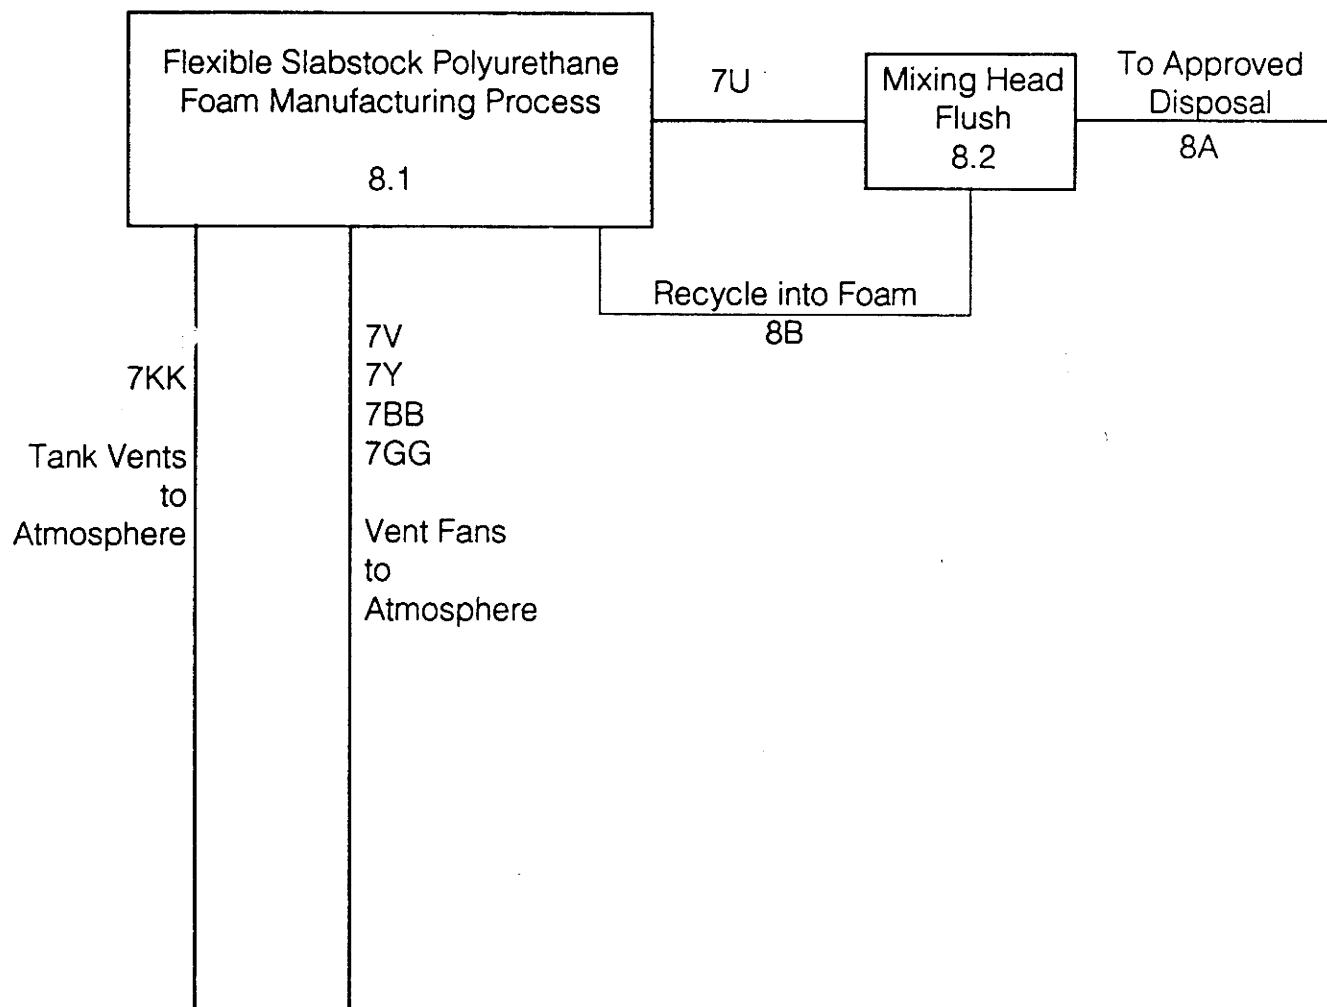 Flexible Slabstock Polyurethane
Foam Manufacturing Process
8.1
7U
Mixing Head
Flush
8.2
To Approved
Disposal
8A
Recycle into Foam
8B
7KK
Tank Vents
to
Atmosphere
7V
7Y
7BB
7GG
Vent Fans
to
Atmosphere